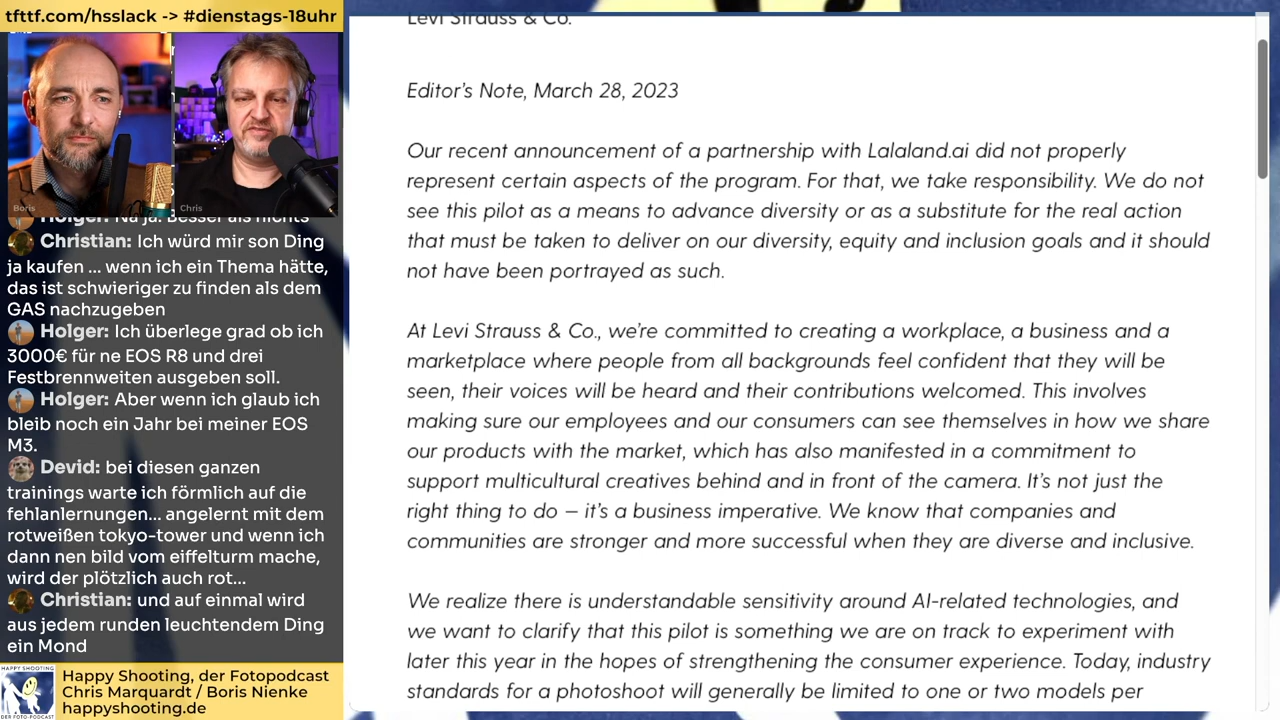 tfttf.com/hsslack -> #dienstags-18uhr
Boris
Chris
Holger: Na ja. Besser als nichts
Christian: Ich würd mir son Ding
ja kaufen ... wenn ich ein Thema hätte,
das ist schwieriger zu finden als dem
GAS nachzugeben
Holger: Ich überlege grad ob ich
3000€ für ne EOS R8 und drei
Festbrennweiten ausgeben soll.
Holger: Aber wenn ich glaub ich
bleib noch ein Jahr bei meiner EOS
M3.
Devid: bei diesen ganzen
trainings warte ich förmlich auf die
fehlanlernungen... angelernt mit dem
rotweißen tokyo-tower und wenn ich
dann nen bild vom eiffelturm mache,
wird der plötzlich auch rot...
Christian: und auf einmal wird
aus jedem runden leuchtendem Ding
ein Mond
HAPPY SHOOTING
DER FOTO-PODCAST
Happy Shooting, der Fotopodcast
Chris Marquardt / Boris Nienke
happyshooting.de
Levi Strauss & Co.
Editor's Note, March 28, 2023
Our recent announcement of a partnership with Lalaland.ai did not properly
represent certain aspects of the program. For that, we take responsibility. We do not
see this pilot as a means to advance diversity or as a substitute for the real action
that must be taken to deliver on our diversity, equity and inclusion goals and it should
not have been portrayed as such.
At Levi Strauss & Co., we're committed to creating a workplace, a business and a
marketplace where people from all backgrounds feel confident that they will be
seen, their voices will be heard and their contributions welcomed. This involves
making sure our employees and our consumers can see themselves in how we share
our products with the market, which has also manifested in a commitment to
support multicultural creatives behind and in front of the camera. It's not just the
right thing to do – it's a business imperative. We know that companies and
communities are stronger and more successful when they are diverse and inclusive.
We realize there is understandable sensitivity around AI-related technologies, and
we want to clarify that this pilot is something we are on track to experiment with
later this year in the hopes of strengthening the consumer experience. Today, industry
standards for a photoshoot will generally be limited to one or two models per